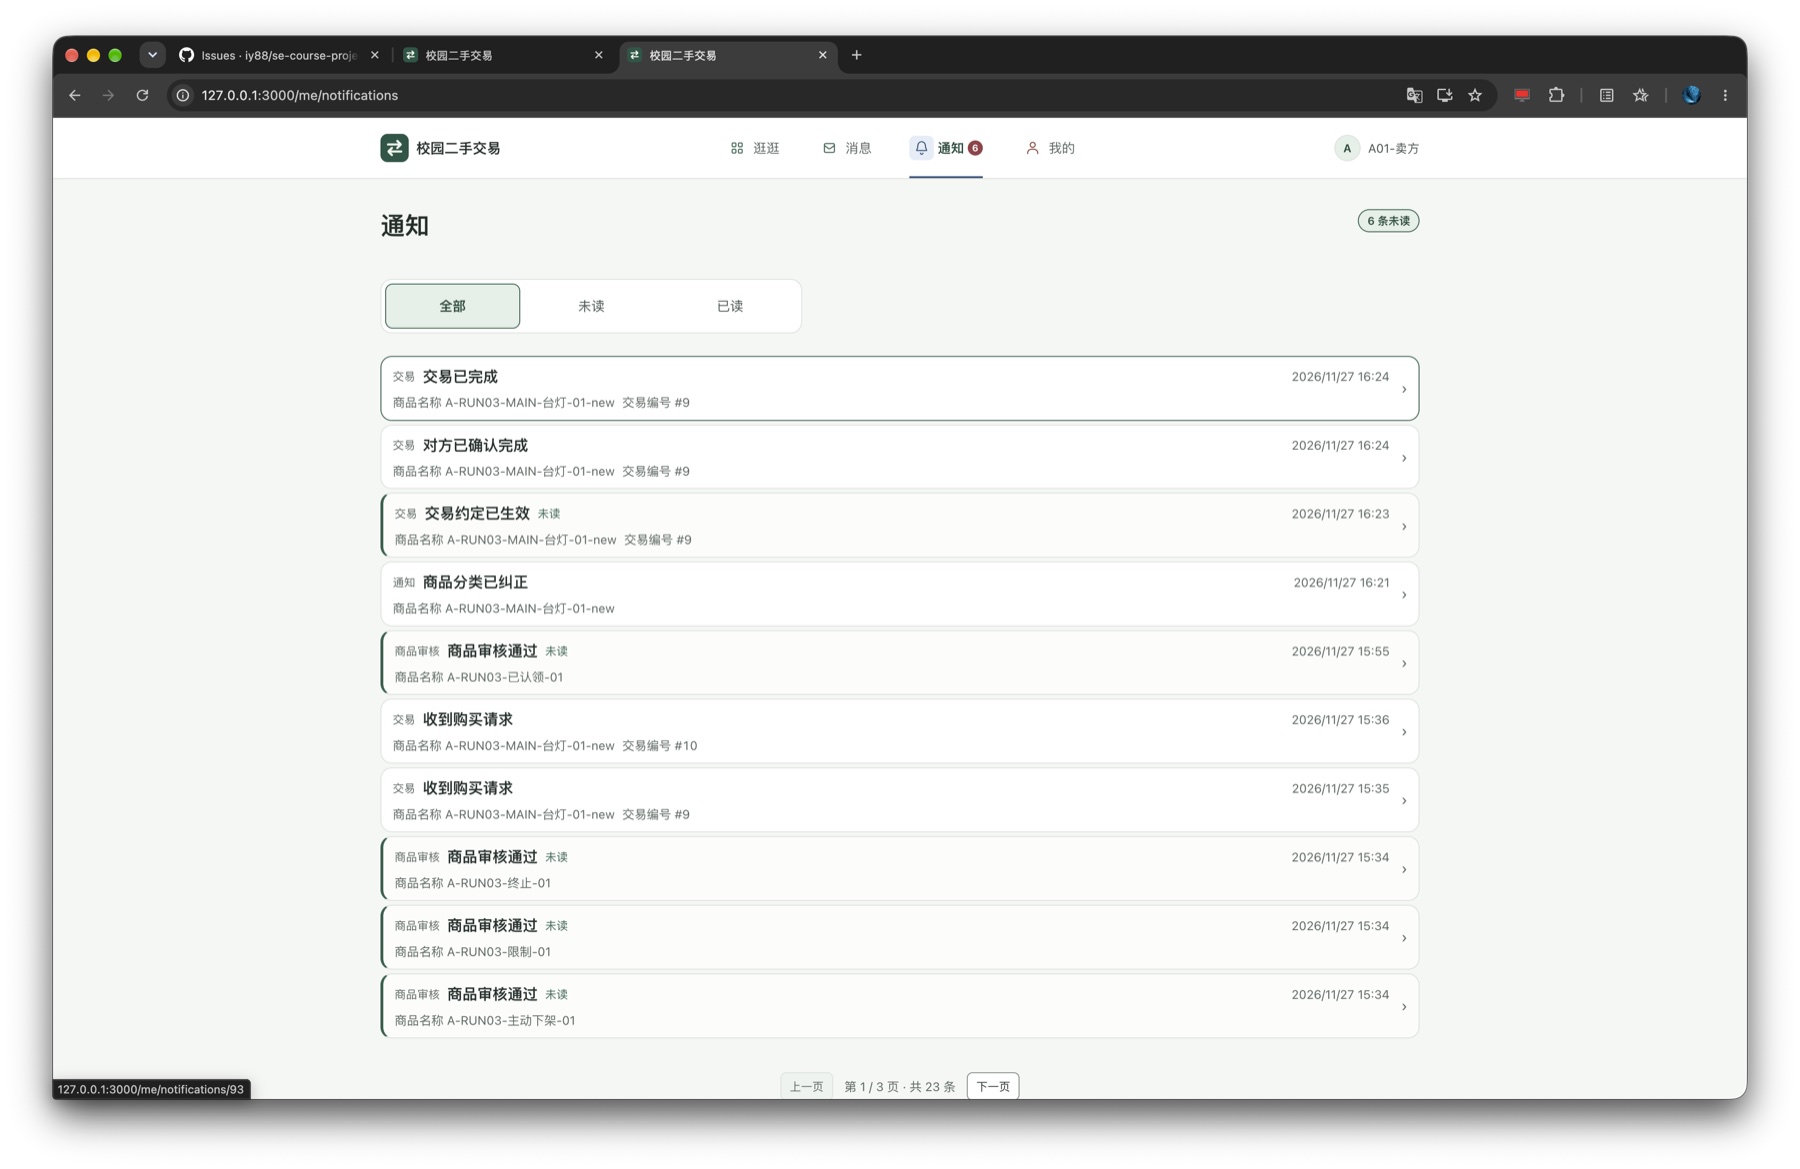 Issues · iy88/se-course-proje
校园二手交易
校园二手交易
127.0.0.1:3000/me/notifications
校园二手交易
逛逛
消息
通知 6
我的
A A01-卖方
通知
6 条未读
全部
未读
已读
交易 交易已完成 2026/11/27 16:24
商品名称 A-RUN03-MAIN-台灯-01-new 交易编号 #9
交易 对方已确认完成 2026/11/27 16:24
商品名称 A-RUN03-MAIN-台灯-01-new 交易编号 #9
交易 交易约定已生效 未读 2026/11/27 16:23
商品名称 A-RUN03-MAIN-台灯-01-new 交易编号 #9
通知 商品分类已纠正 2026/11/27 16:21
商品名称 A-RUN03-MAIN-台灯-01-new
商品审核 商品审核通过 未读 2026/11/27 15:55
商品名称 A-RUN03-已认领-01
交易 收到购买请求 2026/11/27 15:36
商品名称 A-RUN03-MAIN-台灯-01-new 交易编号 #10
交易 收到购买请求 2026/11/27 15:35
商品名称 A-RUN03-MAIN-台灯-01-new 交易编号 #9
商品审核 商品审核通过 未读 2026/11/27 15:34
商品名称 A-RUN03-终止-01
商品审核 商品审核通过 未读 2026/11/27 15:34
商品名称 A-RUN03-限制-01
商品审核 商品审核通过 未读 2026/11/27 15:34
商品名称 A-RUN03-主动下架-01
上一页 第 1 / 3 页 · 共 23 条 下一页
127.0.0.1:3000/me/notifications/93